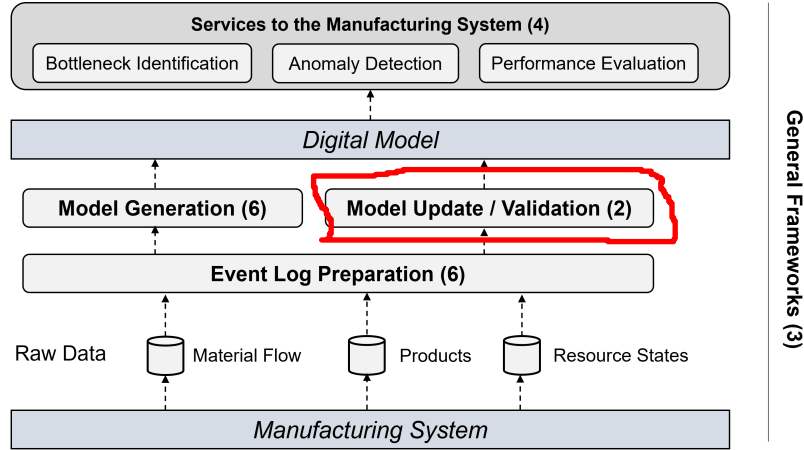 Services to the Manufacturing System (4)
Bottleneck Identification
Anomaly Detection
Performance Evaluation
Digital Model
Model Generation (6)
Model Update / Validation (2)
Event Log Preparation (6)
Raw Data
Material Flow
Products
Resource States
Manufacturing System
General Frameworks (3)